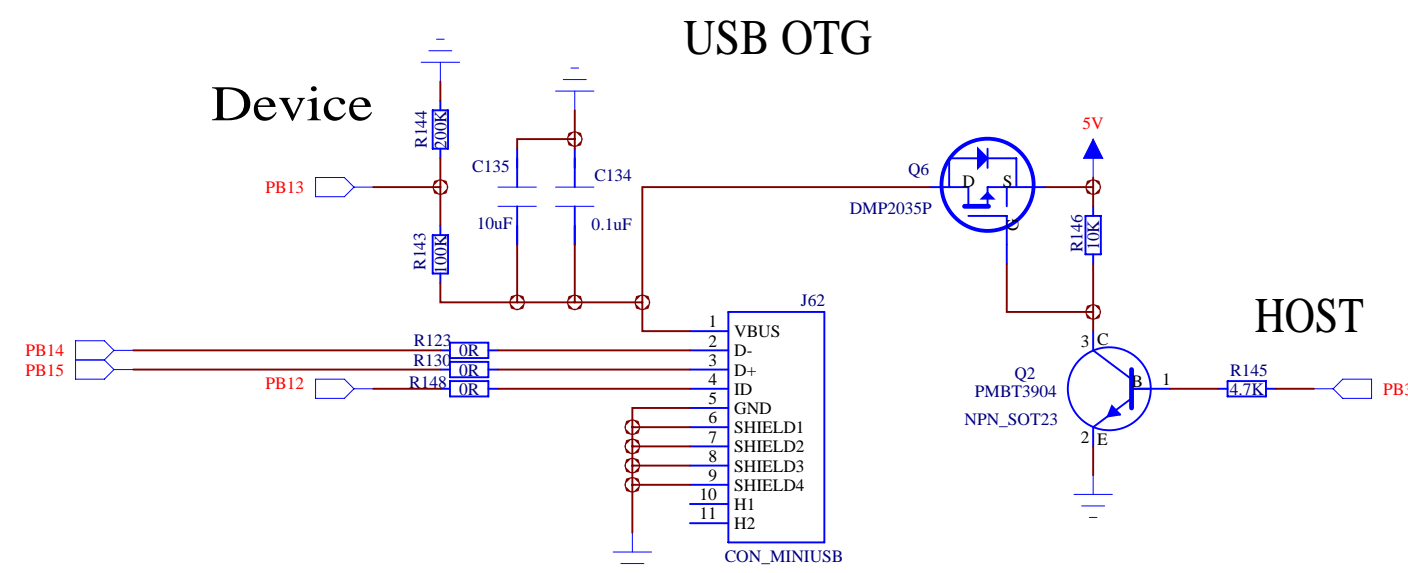 USB OTG
Device
R144
200K
5V
C135
C134
Q6
D
S
PB13
DMP2035P
10uF
0.1uF
R146
10K
R143
100K
J62
HOST
1
VBUS
PB14
R123
0R
2
D-
PB15
R130
0R
3
D+
PB12
R148
0R
4
ID
5
GND
6
SHIELD1
7
SHIELD2
8
SHIELD3
9
SHIELD4
10
H1
11
H2
CON_MINIUSB
3
C
Q2
PMBT3904
NPN_SOT23
B
1
R145
4.7K
2
E